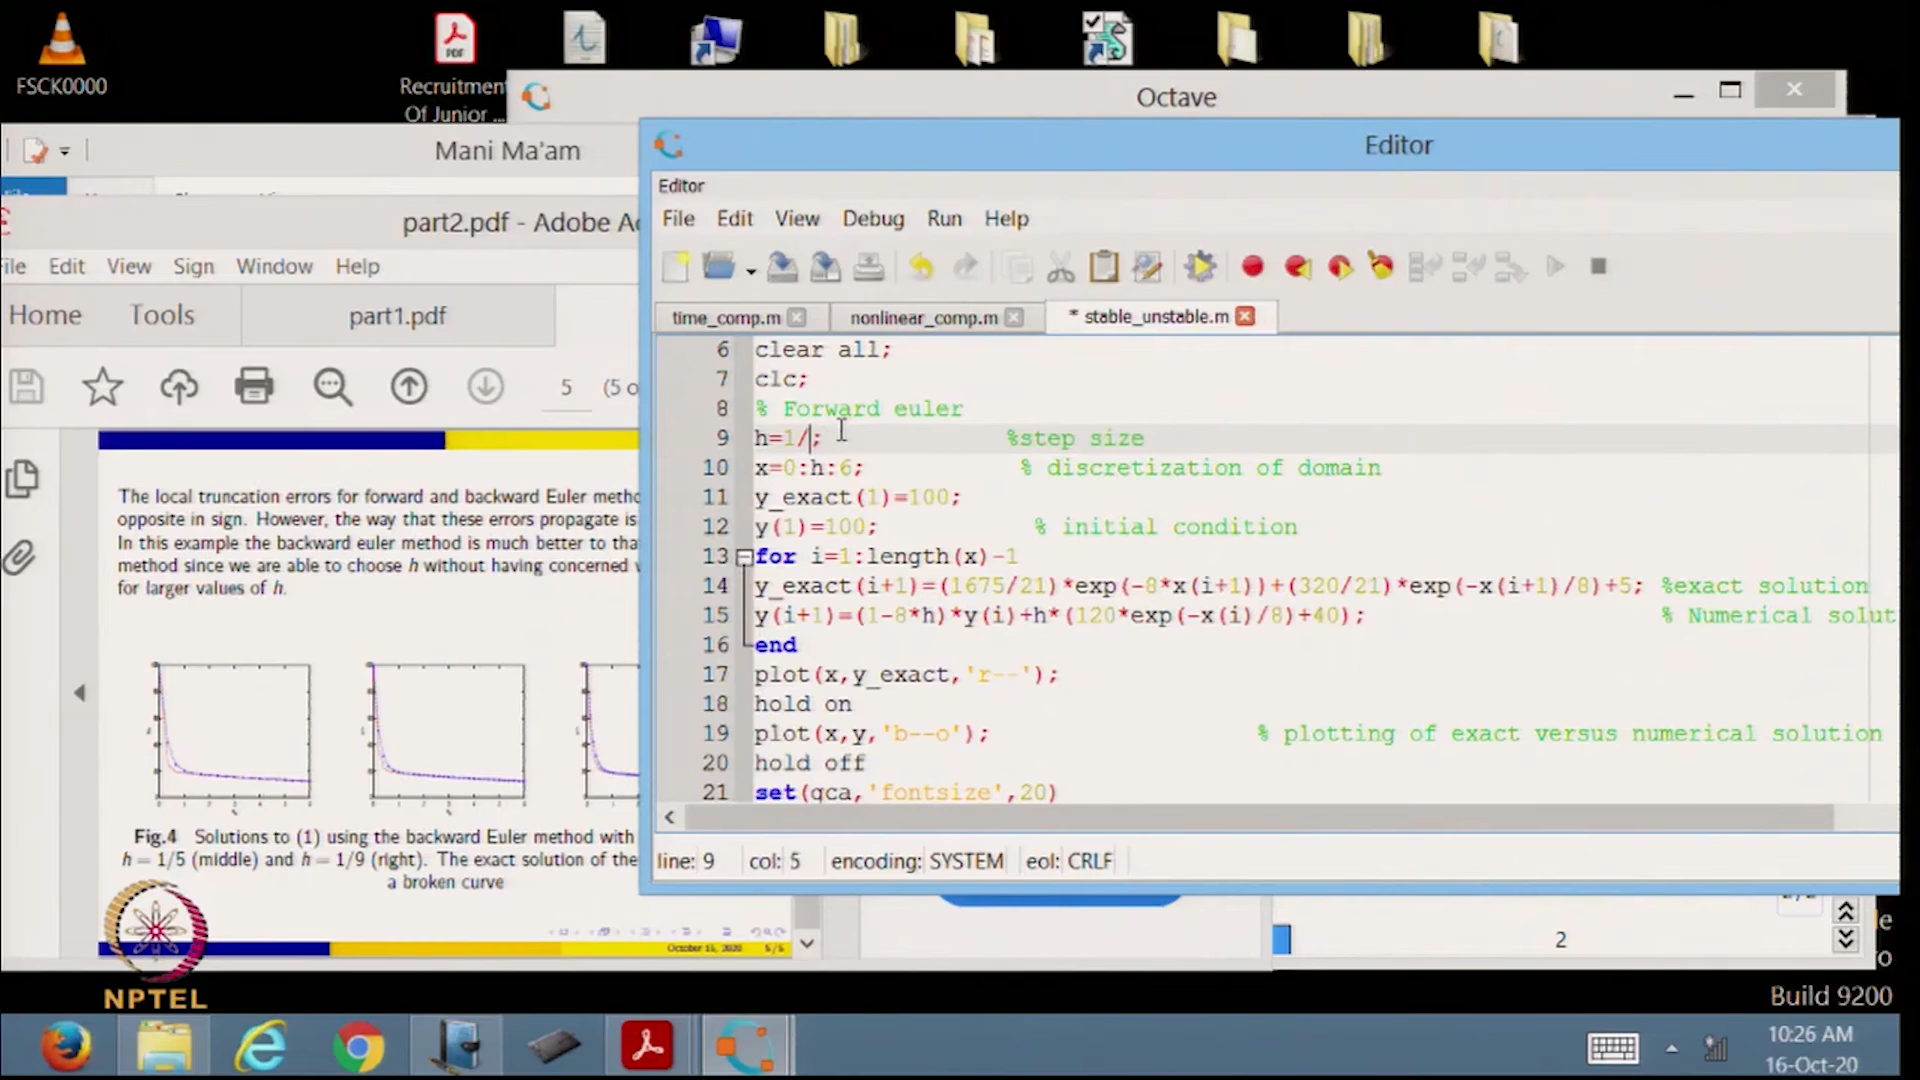 FSCK0000
Recruitment
Of Junior ...
Octave
Mani Ma'am
Editor
Editor
File Edit View Debug Run Help
part2.pdf - Adobe Ac
File Edit View Sign Window Help
Home Tools part1.pdf
5 (5 o
time_comp.m
nonlinear_comp.m
* stable_unstable.m
6 clear all;
7 clc;
8 % Forward euler
9 h=1/; %step size
10 x=0:h:6; % discretization of domain
11 y_exact(1)=100;
12 y(1)=100; % initial condition
13 for i=1:length(x)-1
14 y_exact(i+1)=(1675/21)*exp(-8*x(i+1))+(320/21)*exp(-x(i+1)/8)+5; %exact solution
15 y(i+1)=(1-8*h)*y(i)+h*(120*exp(-x(i)/8)+40); % Numerical solut
16 end
17 plot(x,y_exact,'r--');
18 hold on
19 plot(x,y,'b--o'); % plotting of exact versus numerical solution
20 hold off
21 set(gca,'fontsize',20)
line: 9 col: 5 encoding: SYSTEM eol: CRLF
The local truncation errors for forward and backward Euler metho
opposite in sign. However, the way that these errors propagate is
In this example the backward euler method is much better to tha
method since we are able to choose h without having concerned
for larger values of h.
Fig.4 Solutions to (1) using the backward Euler method with
h = 1/5 (middle) and h = 1/9 (right). The exact solution of the
a broken curve
October 15, 2020 5/5
2
NPTEL
Build 9200
10:26 AM
16-Oct-20